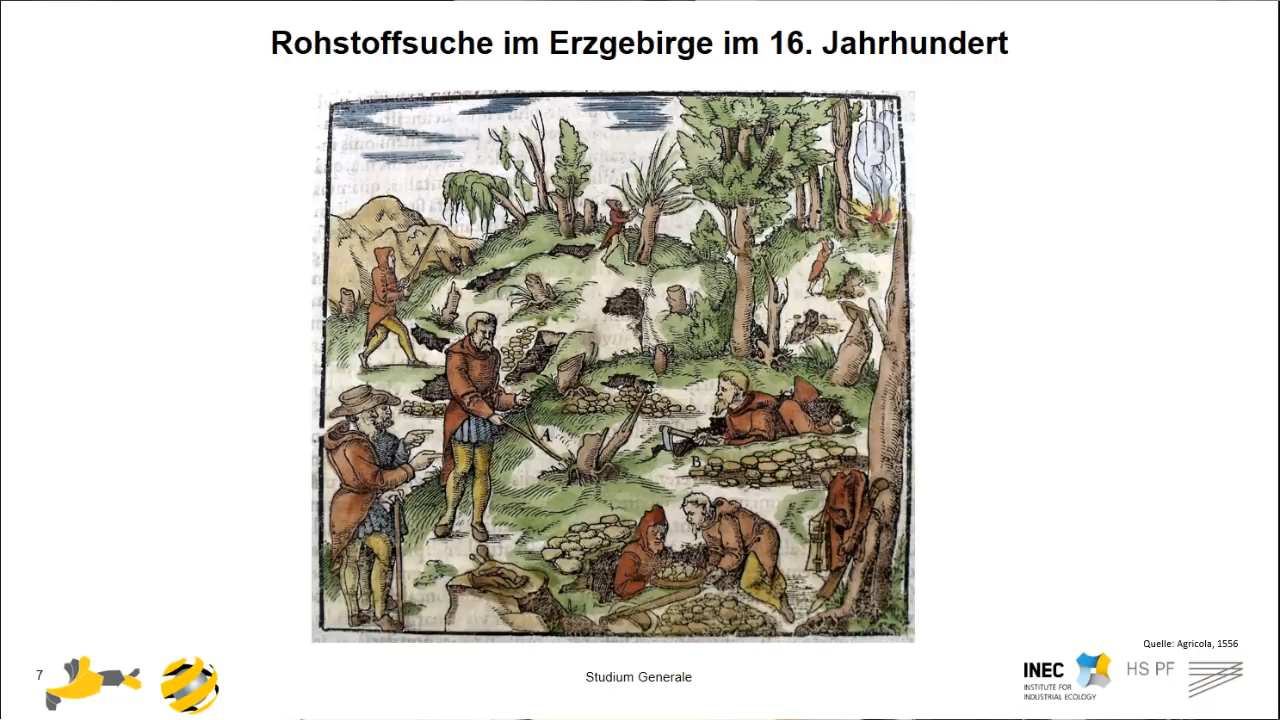 Rohstoffsuche im Erzgebirge im 16. Jahrhundert
A
A
B
Quelle: Agricola, 1556
7
Studium Generale
INEC
INSTITUTE FOR
INDUSTRIAL ECOLOGY
HS PF